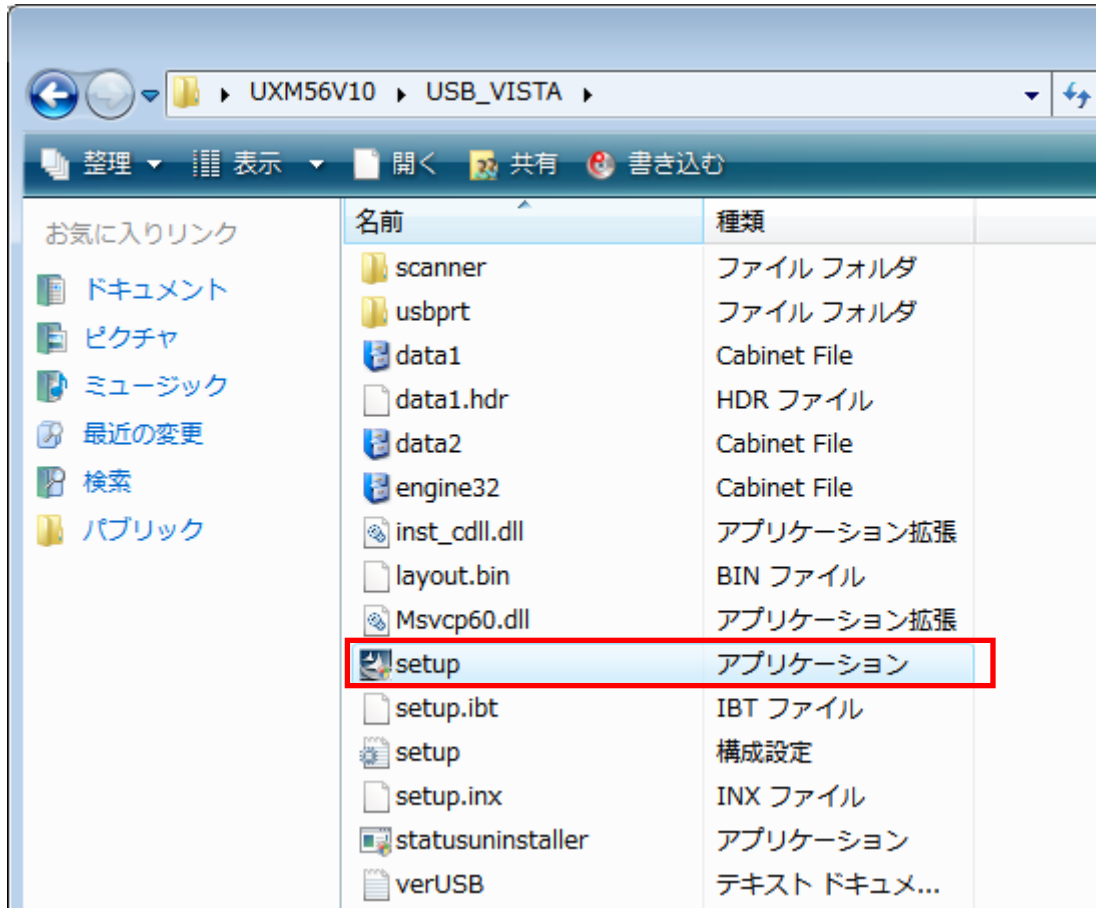 UXM56V10 USB_VISTA
整理 表示 開く 共有 書き込む
お気に入りリンク
ドキュメント
ピクチャ
ミュージック
最近の変更
検索
パブリック
名前 種類
scanner ファイル フォルダ
usbprt ファイル フォルダ
data1 Cabinet File
data1.hdr HDR ファイル
data2 Cabinet File
engine32 Cabinet File
inst_cdll.dll アプリケーション拡張
layout.bin BIN ファイル
Msvcp60.dll アプリケーション拡張
setup アプリケーション
setup.ibt IBT ファイル
setup 構成設定
setup.inx INX ファイル
statusuninstaller アプリケーション
verUSB テキスト ドキュメ...